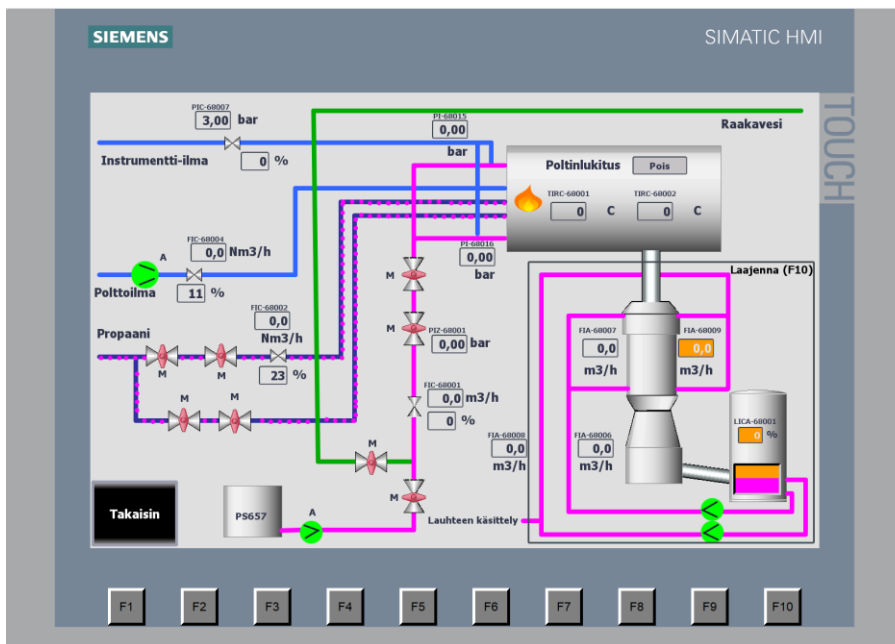 SIEMENS
SIMATIC HMI
TOUCH
PIC-68007
3,00 bar
Instrumentti-ilma
0 %
PI-68015
0,00
bar
Raakavesi
Poltinlukitus Pois
TIRC-68001
0 C
TIRC-68002
0 C
FIC-68004
0,0 Nm3/h
A
Polttoilma
11 %
PI-68016
0,00
bar
Laajenna (F10)
FIC-68002
0,0
Nm3/h
Propaani
M
M
23 %
M
M
M
M
PIZ-68001
0,00 bar
FIC-68001
0,0 m3/h
0 %
FIA-68007
0,0
m3/h
FIA-68009
0,0
m3/h
FIA-68008
0,0
m3/h
FIA-68006
0,0
m3/h
LICA-68001
0 %
M
M
Takaisin
PS657
A
Lauhteen käsittely
F1 F2 F3 F4 F5 F6 F7 F8 F9 F10